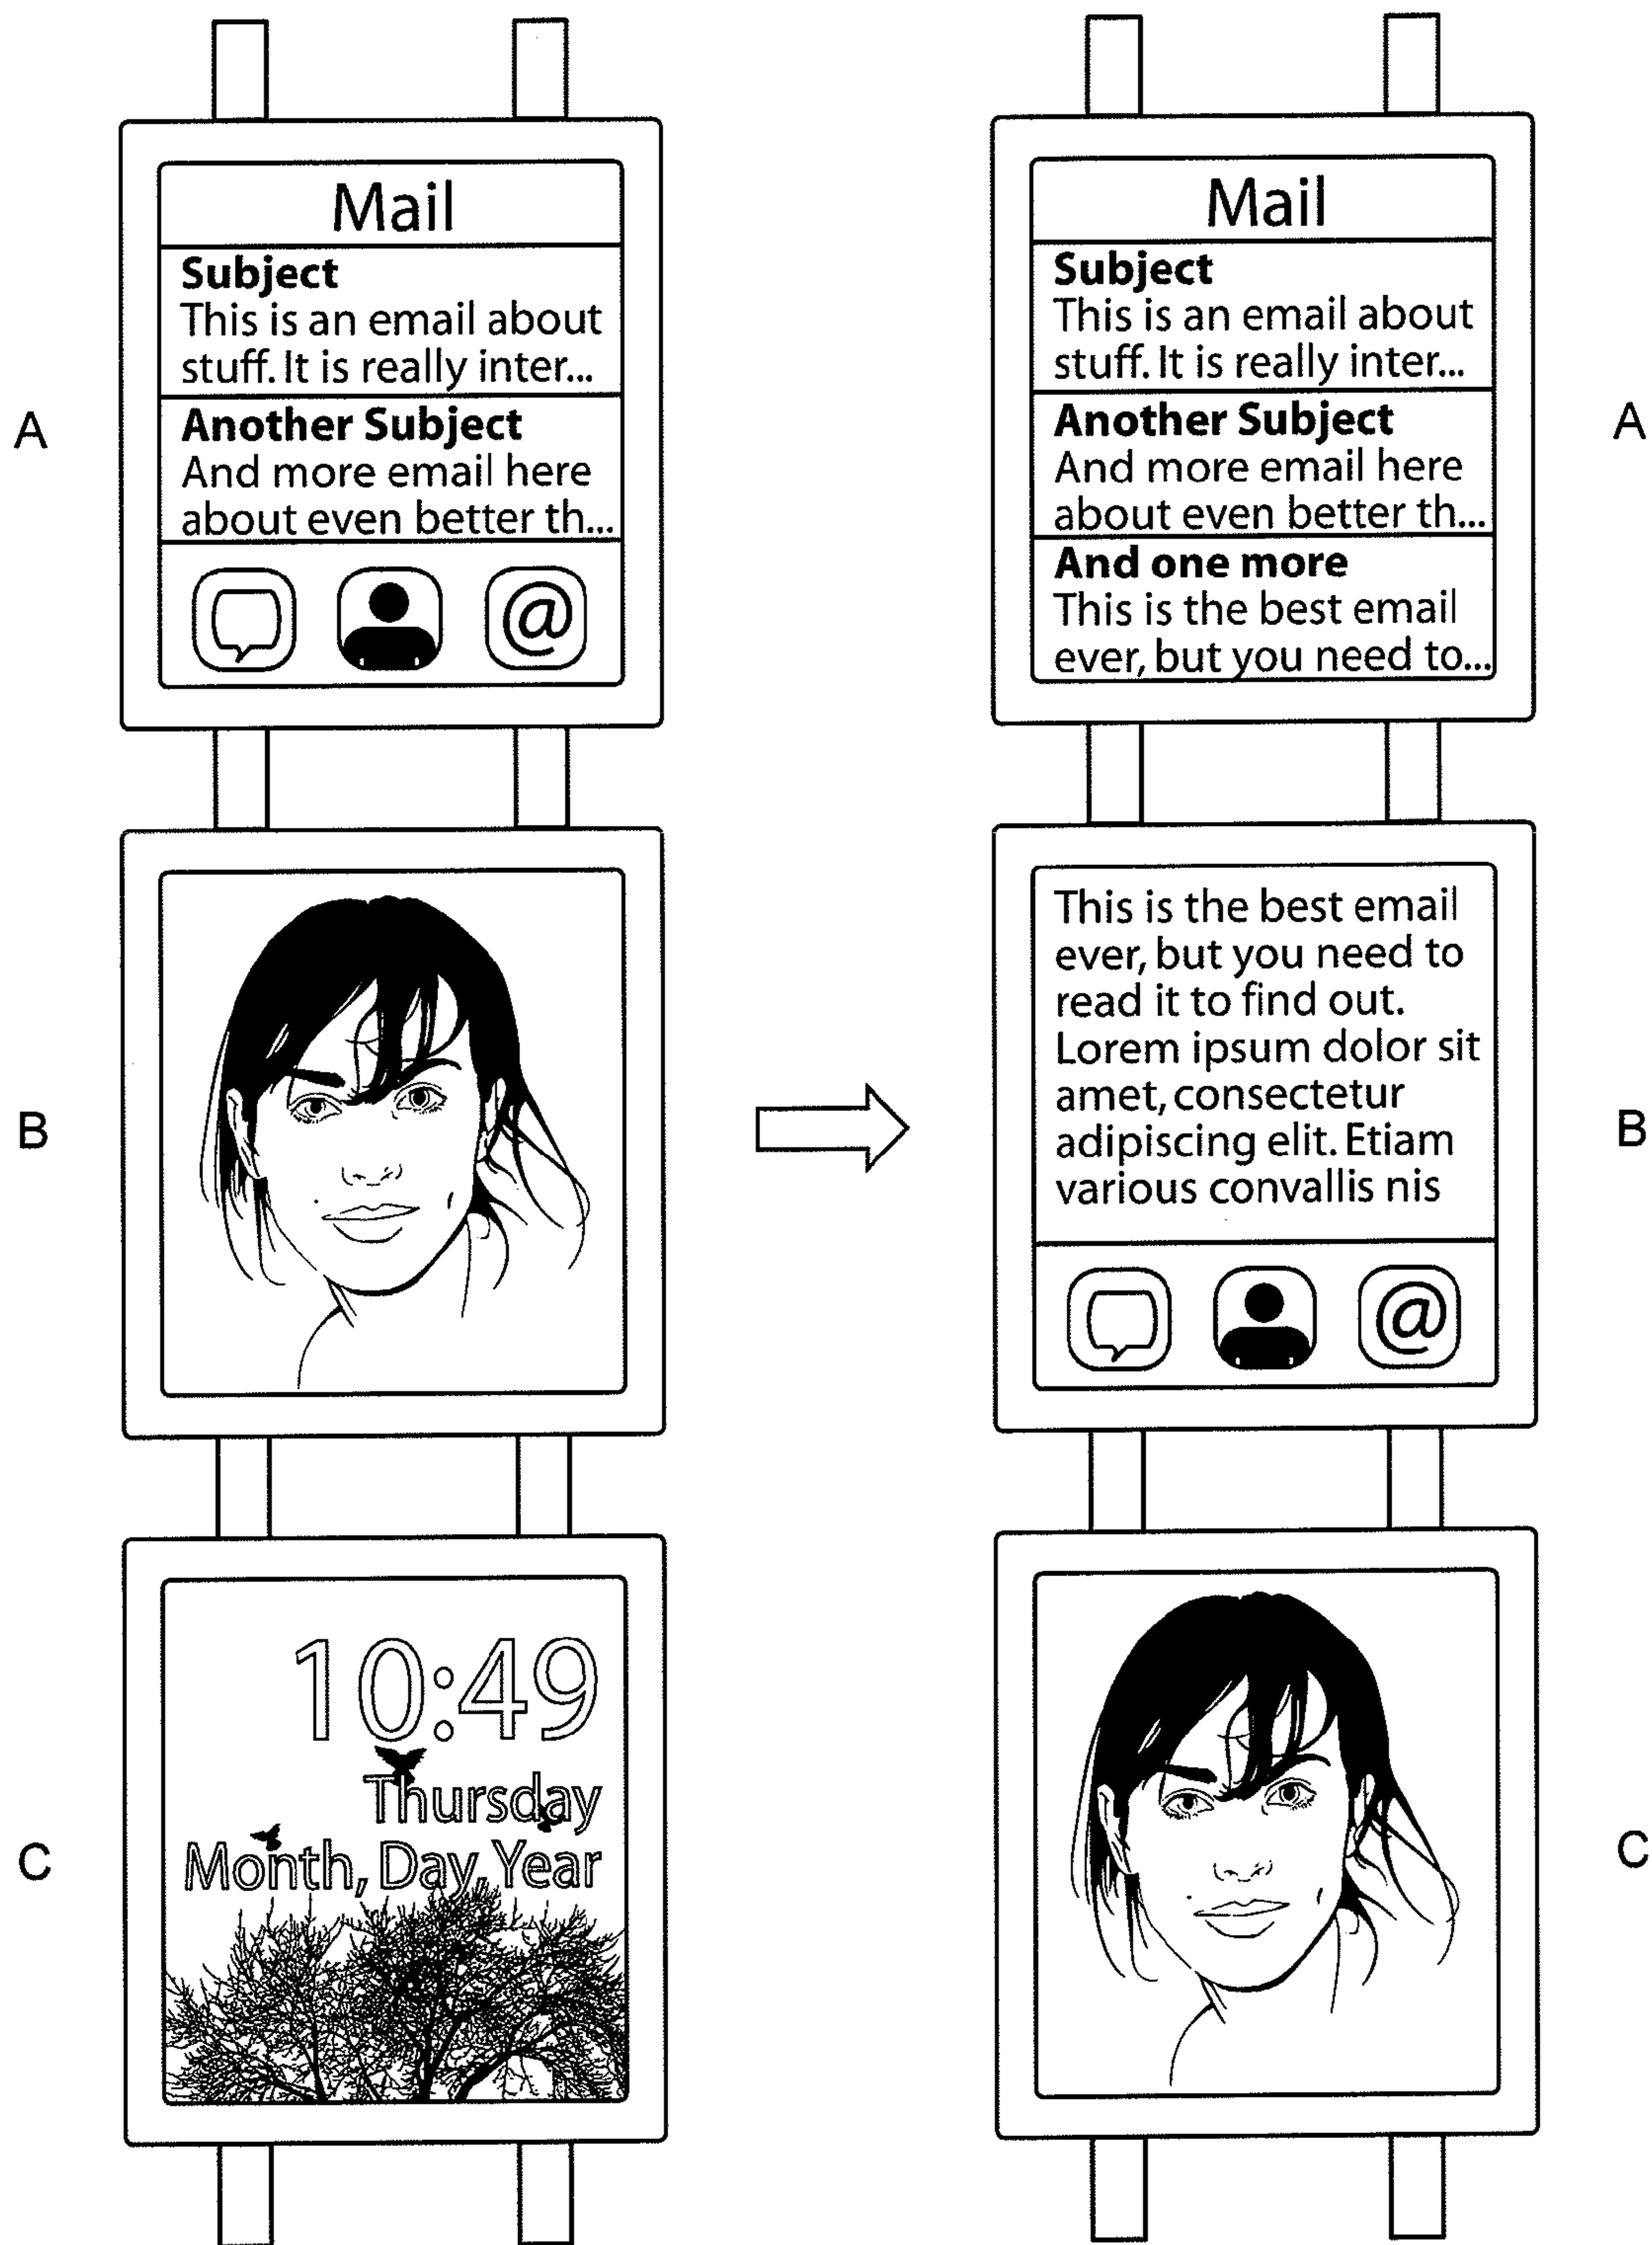 Mail
Subject
This is an email about
stuff. It is really inter...
Another Subject
And more email here
about even better th...
@
A
B
10:49
Thursday
Month, Day, Year
C
Mail
Subject
This is an email about
stuff. It is really inter...
Another Subject
And more email here
about even better th...
And one more
This is the best email
ever, but you need to...
A
This is the best email
ever, but you need to
read it to find out.
Lorem ipsum dolor sit
amet, consectetur
adipiscing elit. Etiam
various convallis nis
@
B
C